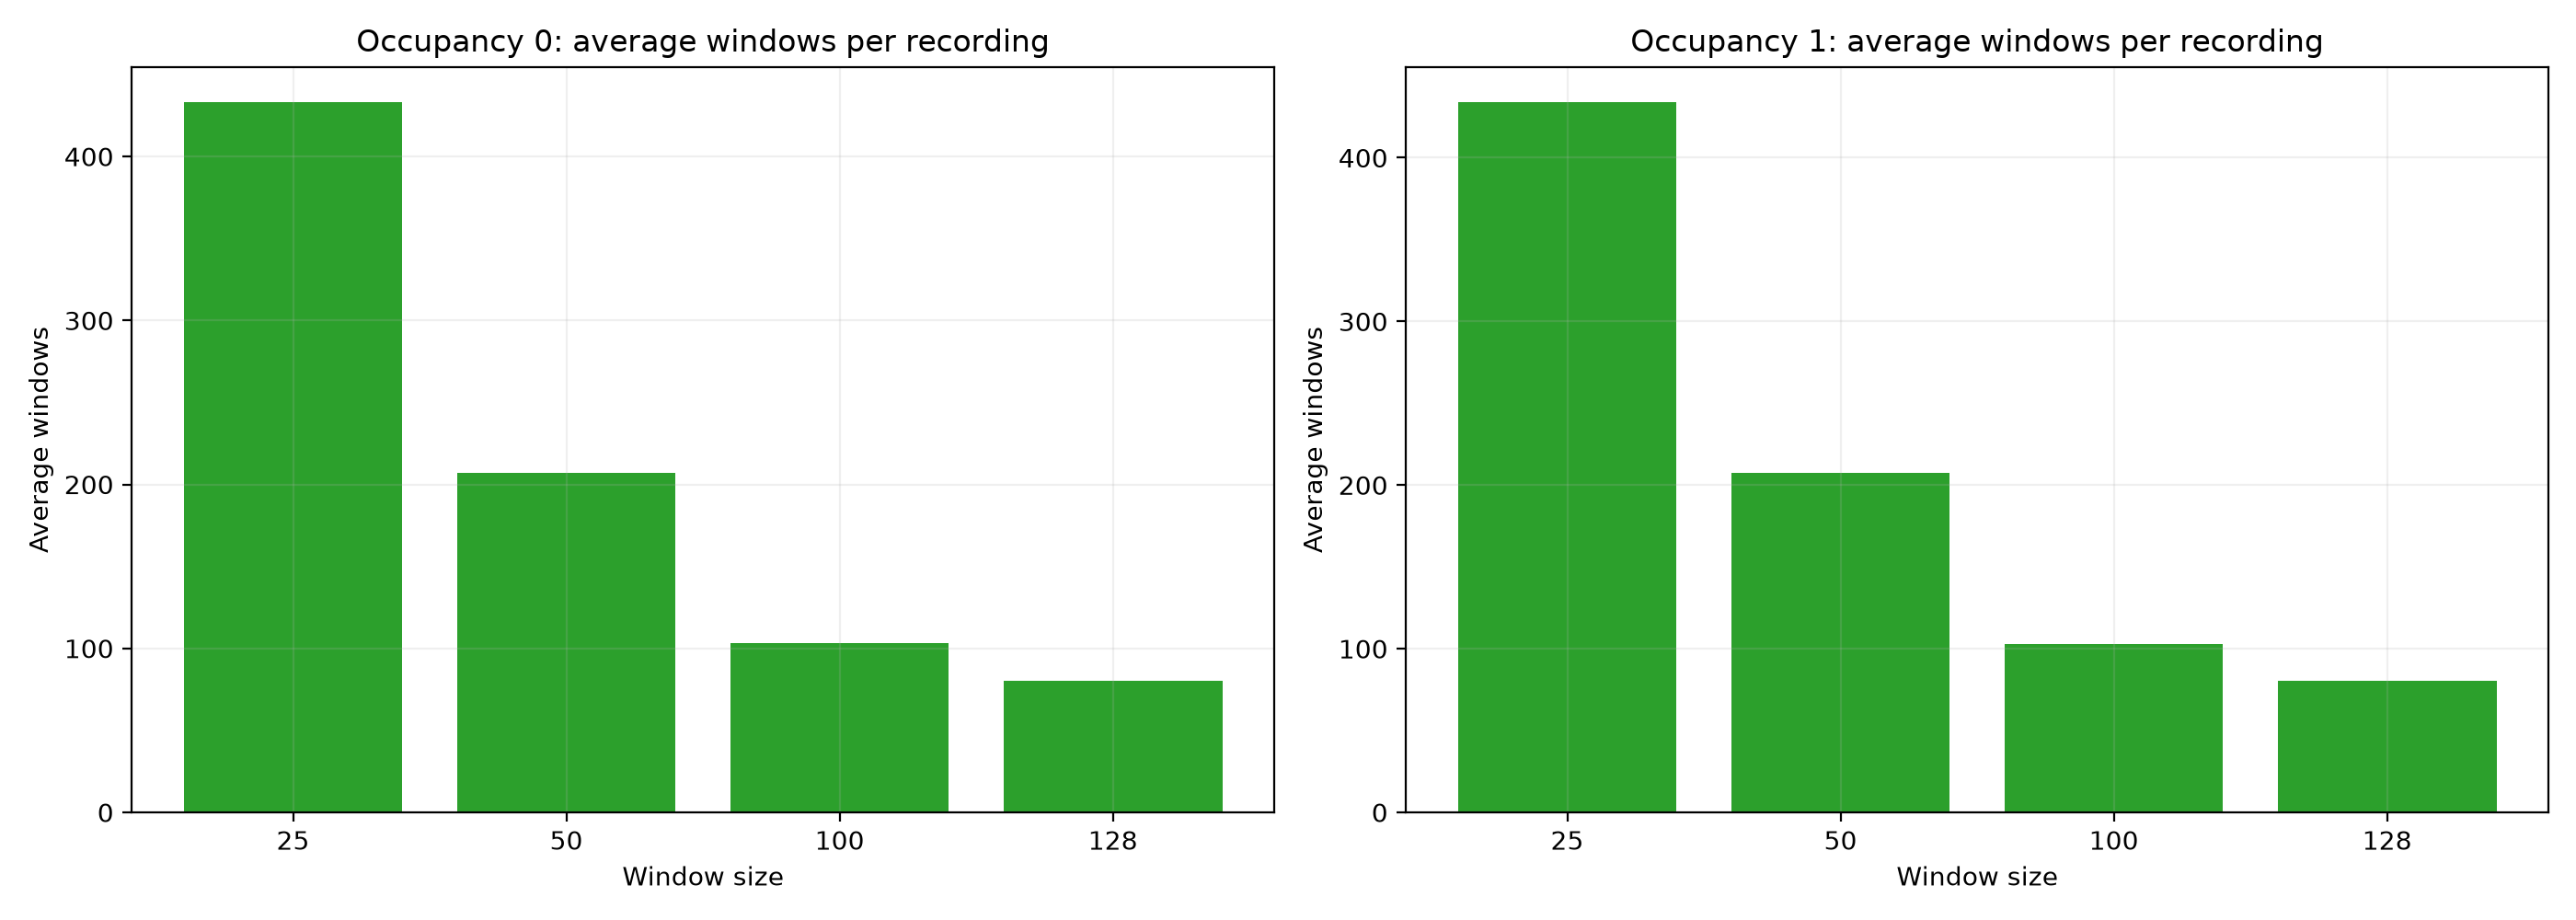 Occupancy 0: average windows per recording
400
300
200
100
0
Average windows
25 50 100 128
Window size
Occupancy 1: average windows per recording
400
300
200
100
0
Average windows
25 50 100 128
Window size